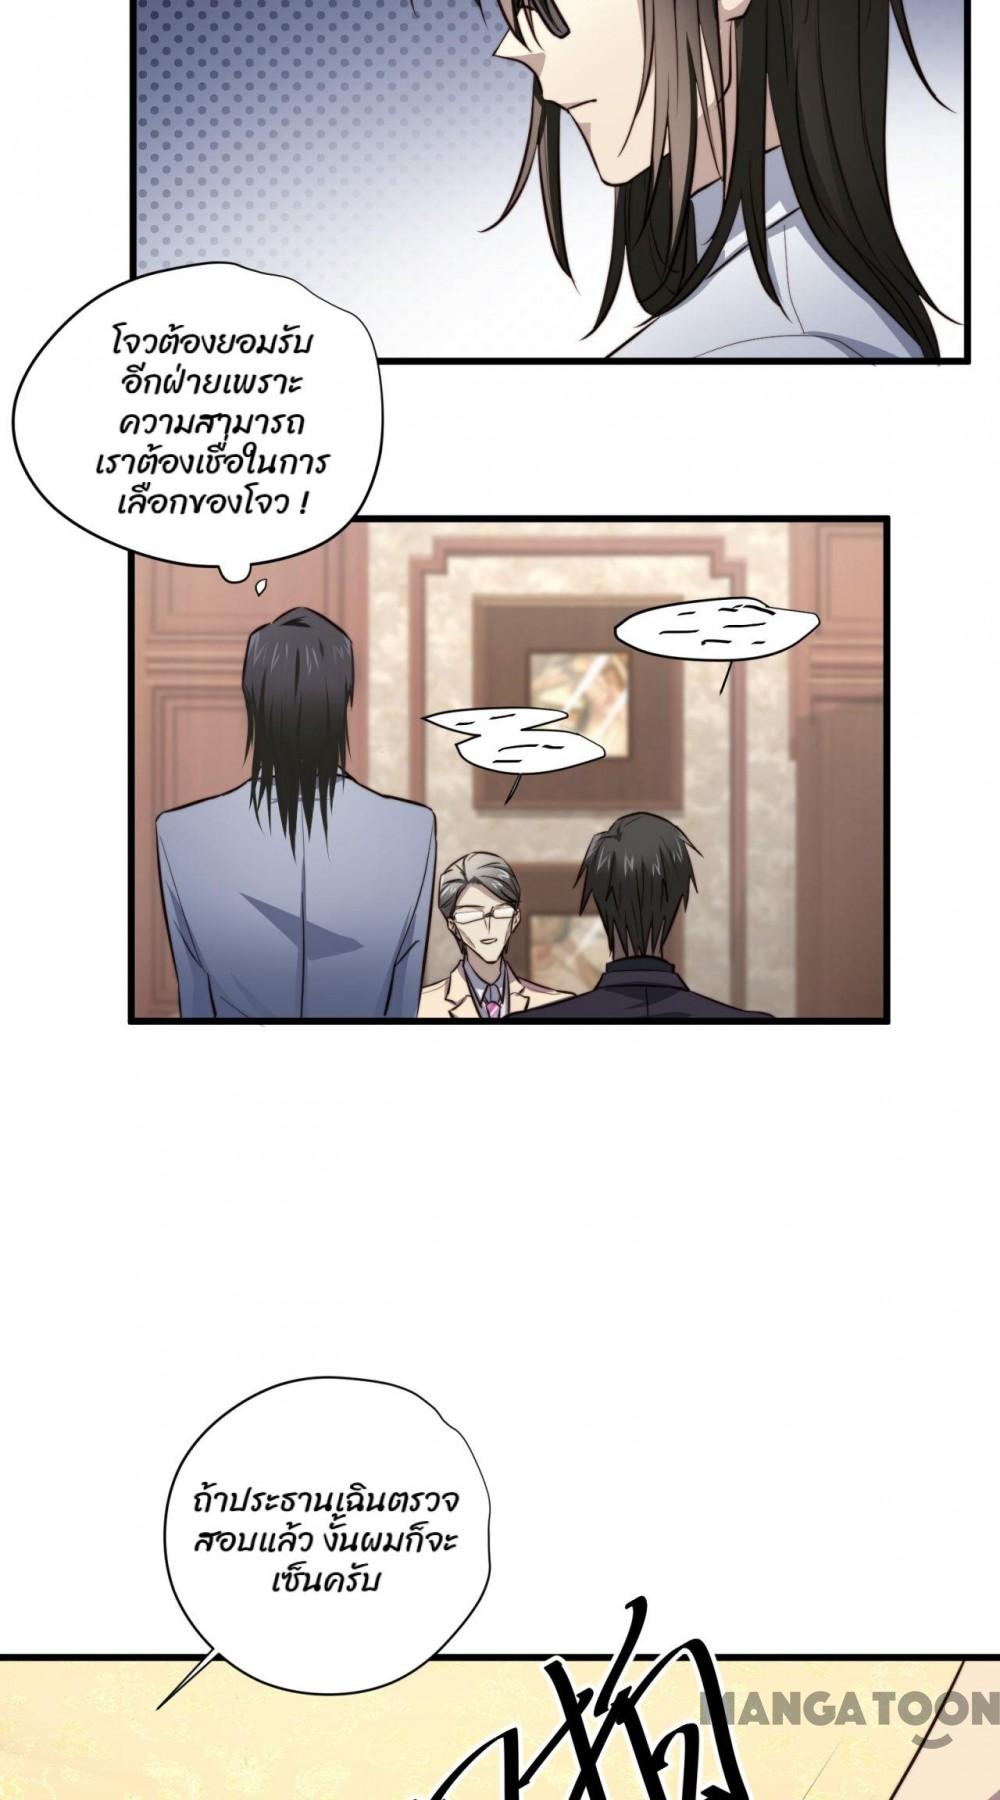 โจวต้องยอมรับ
อีกฝ่ายเพราะ
ความสามารถ
เราต้องเชื่อในการ
เลือกของโจว !
ถ้าประธานเฉินตรวจ
สอบแล้ว งั้นผมก็จะ
เซ็นครับ
MANGATOON